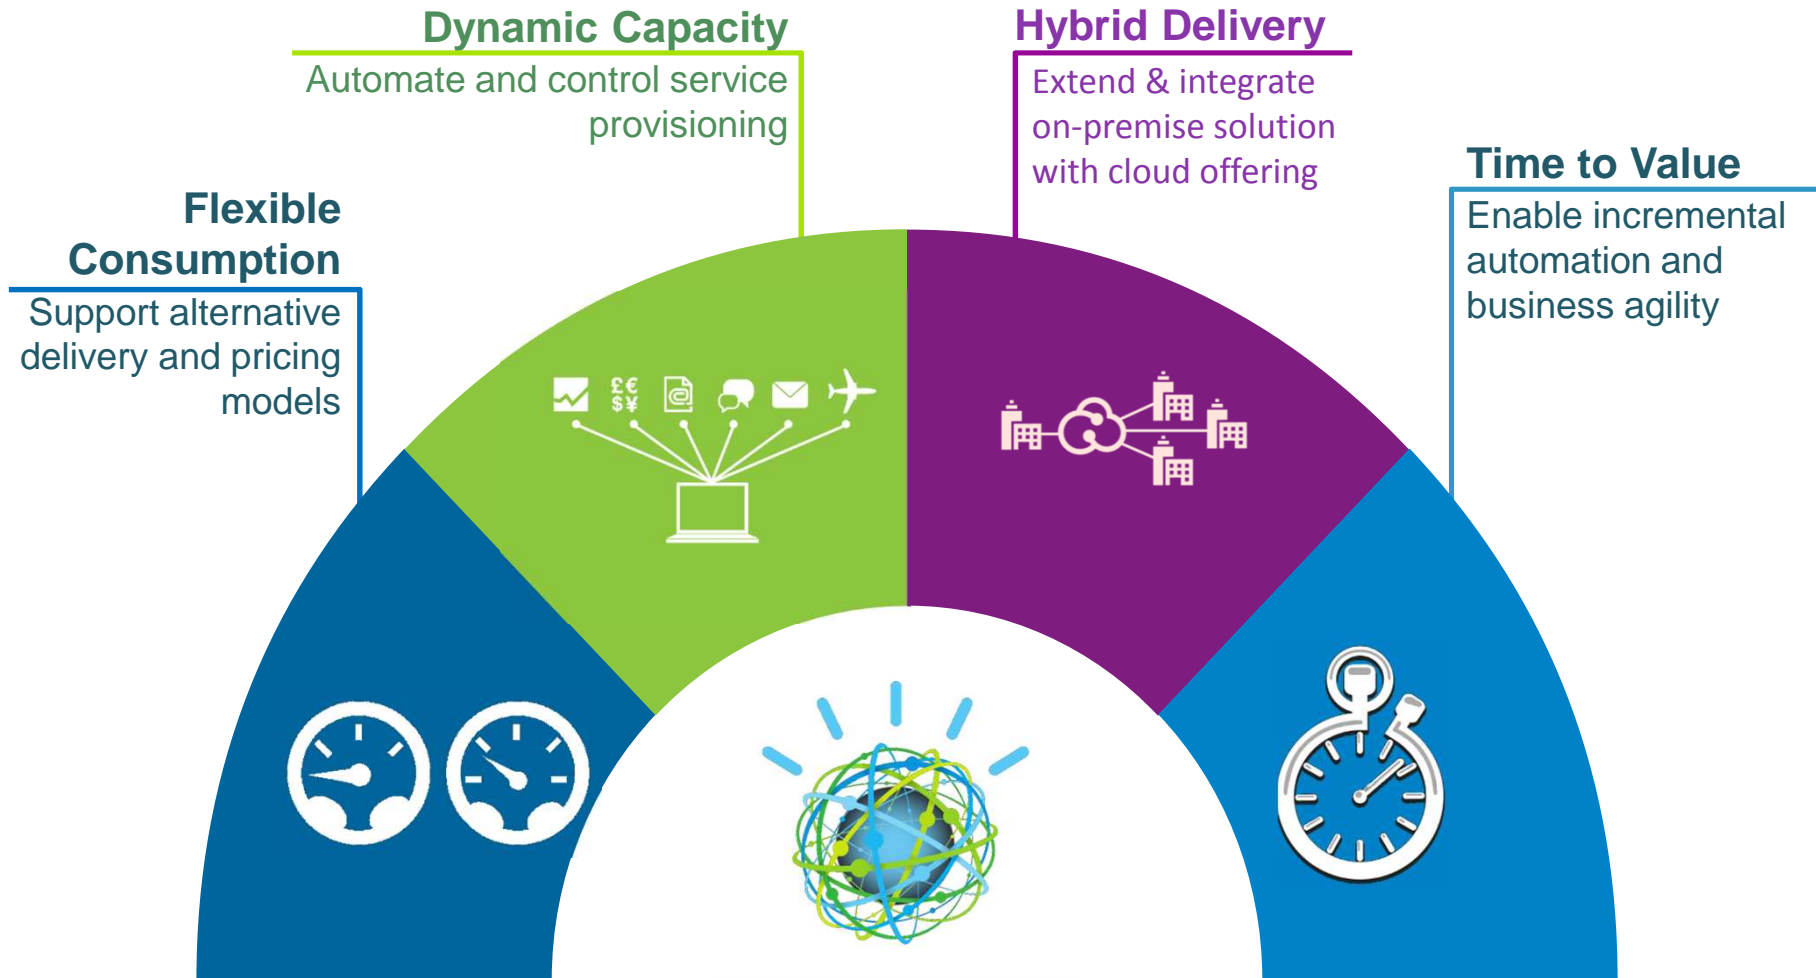 Dynamic Capacity
Automate and control service
provisioning
Hybrid Delivery
Extend & integrate
on-premise solution
with cloud offering
Flexible
Consumption
Support alternative
delivery and pricing
models
Time to Value
Enable incremental
automation and
business agility
£€
$¥